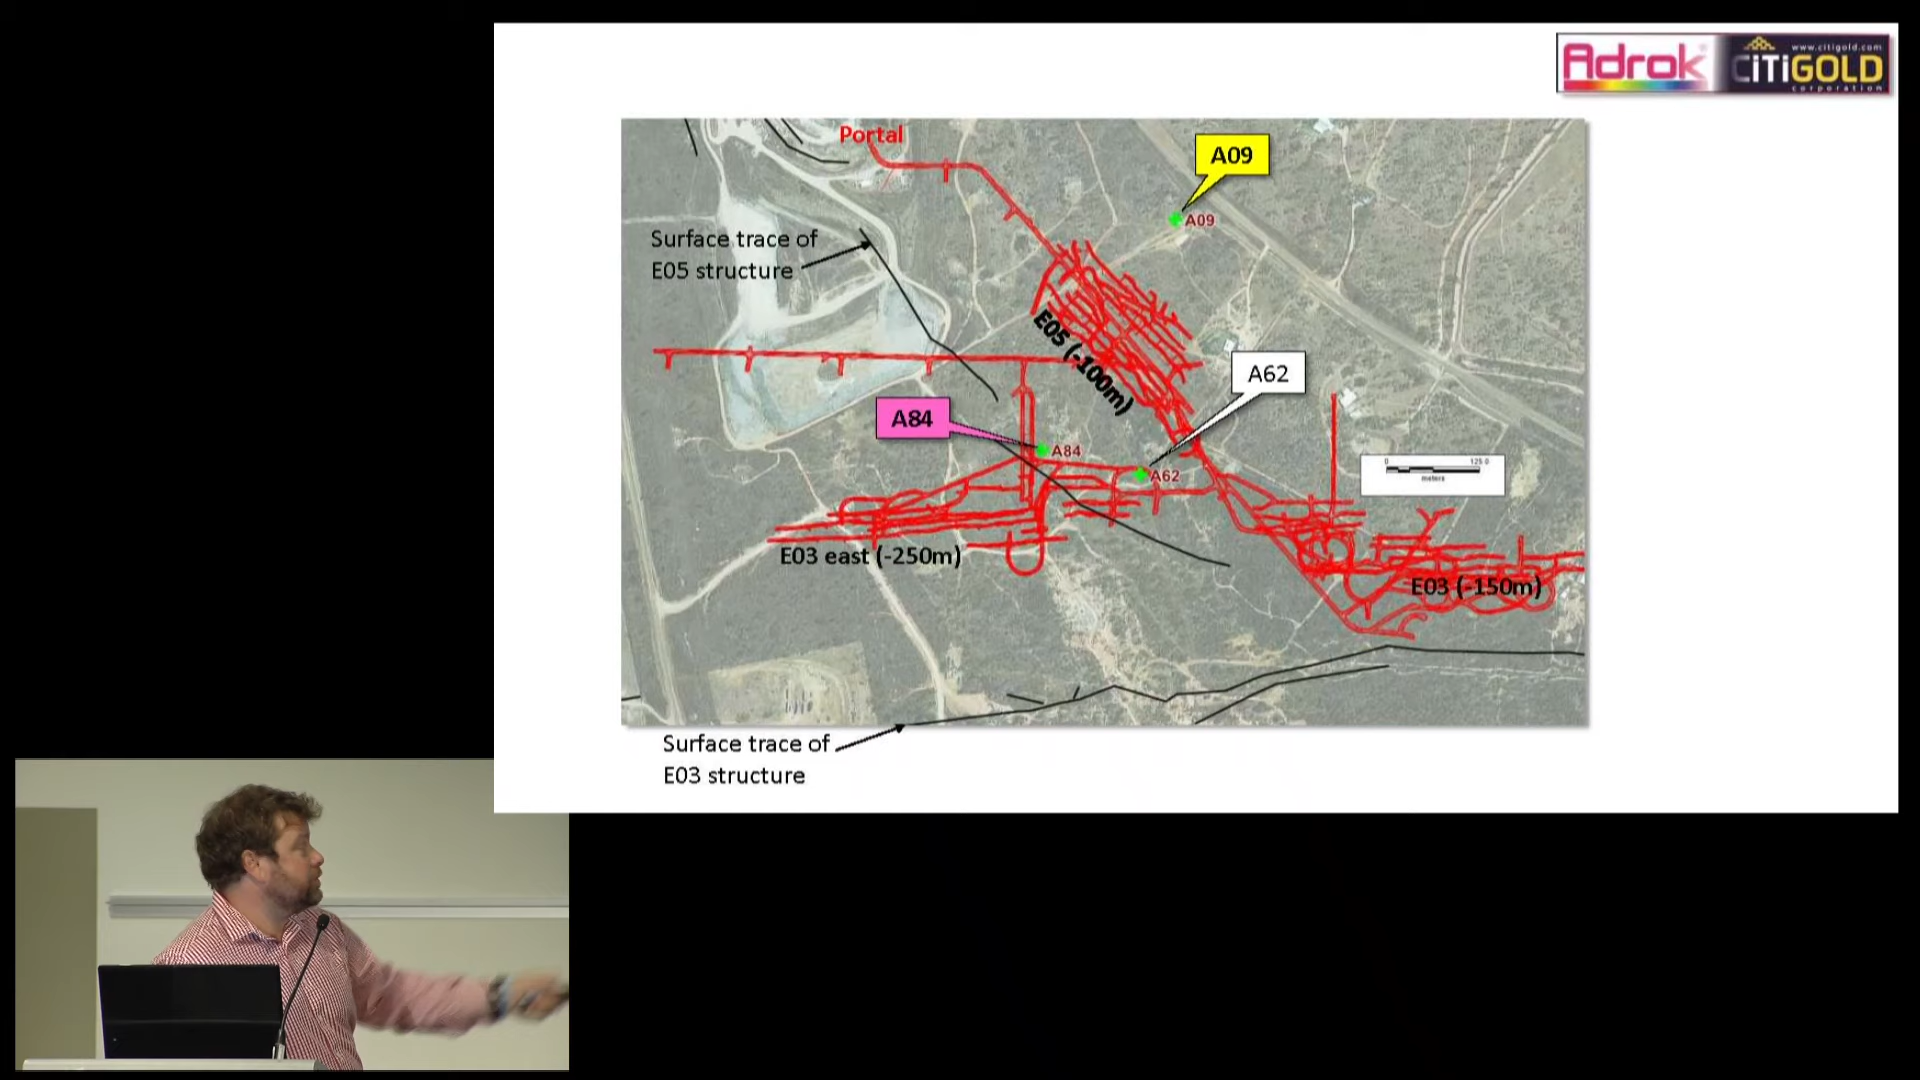 Adrok
www.citigold.com
CITIGOLD
corporation
Portal
A09
A09
Surface trace of
E05 structure
E05 (-100m)
A62
A84
A84
A62
0 125.0
meters
E03 east (-250m)
E03 (-150m)
Surface trace of
E03 structure